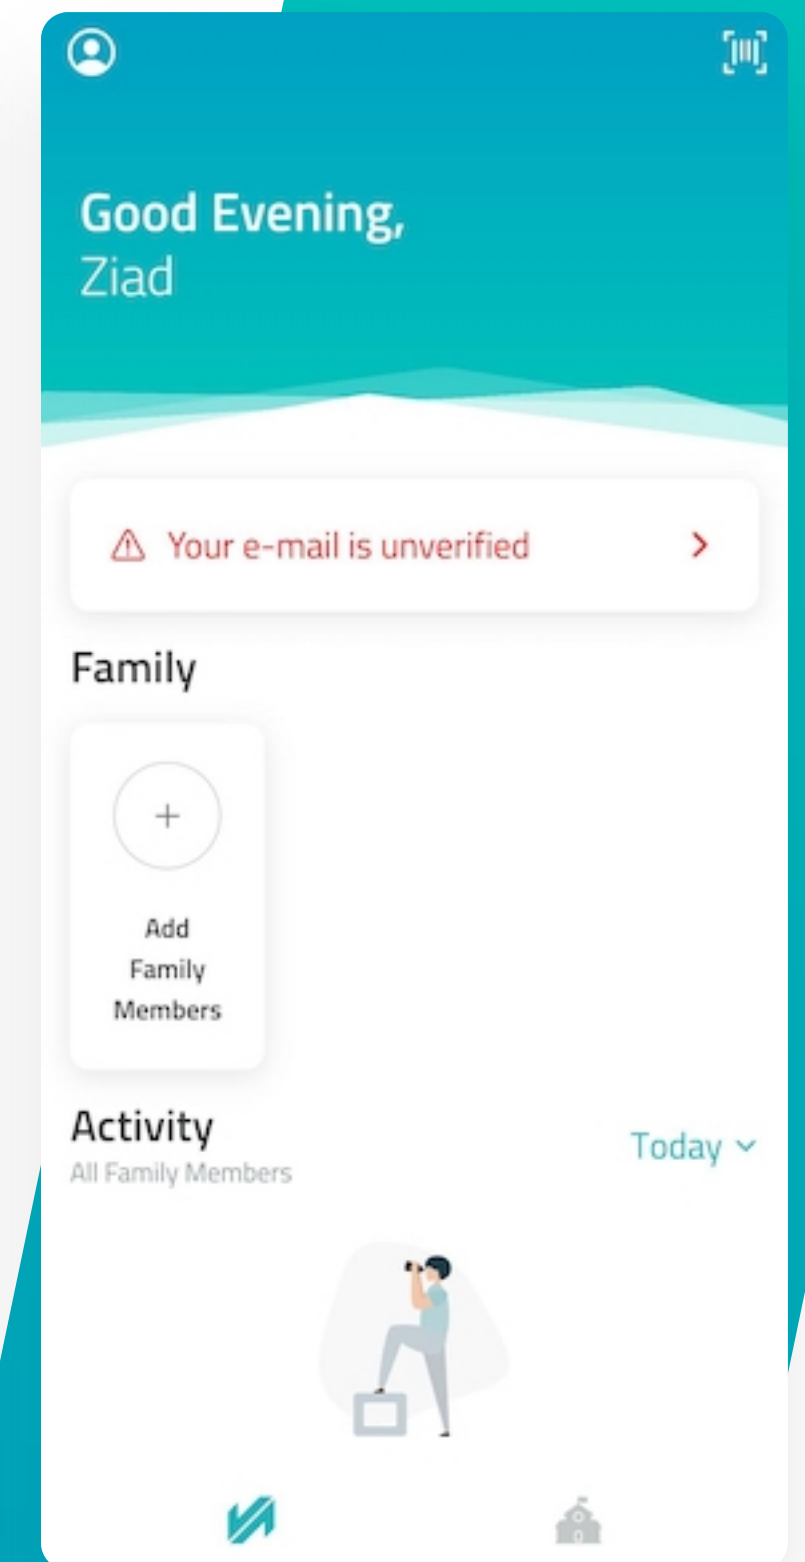 Good Evening,
Ziad
Your e-mail is unverified
Family
Add
Family
Members
Activity
All Family Members
Today